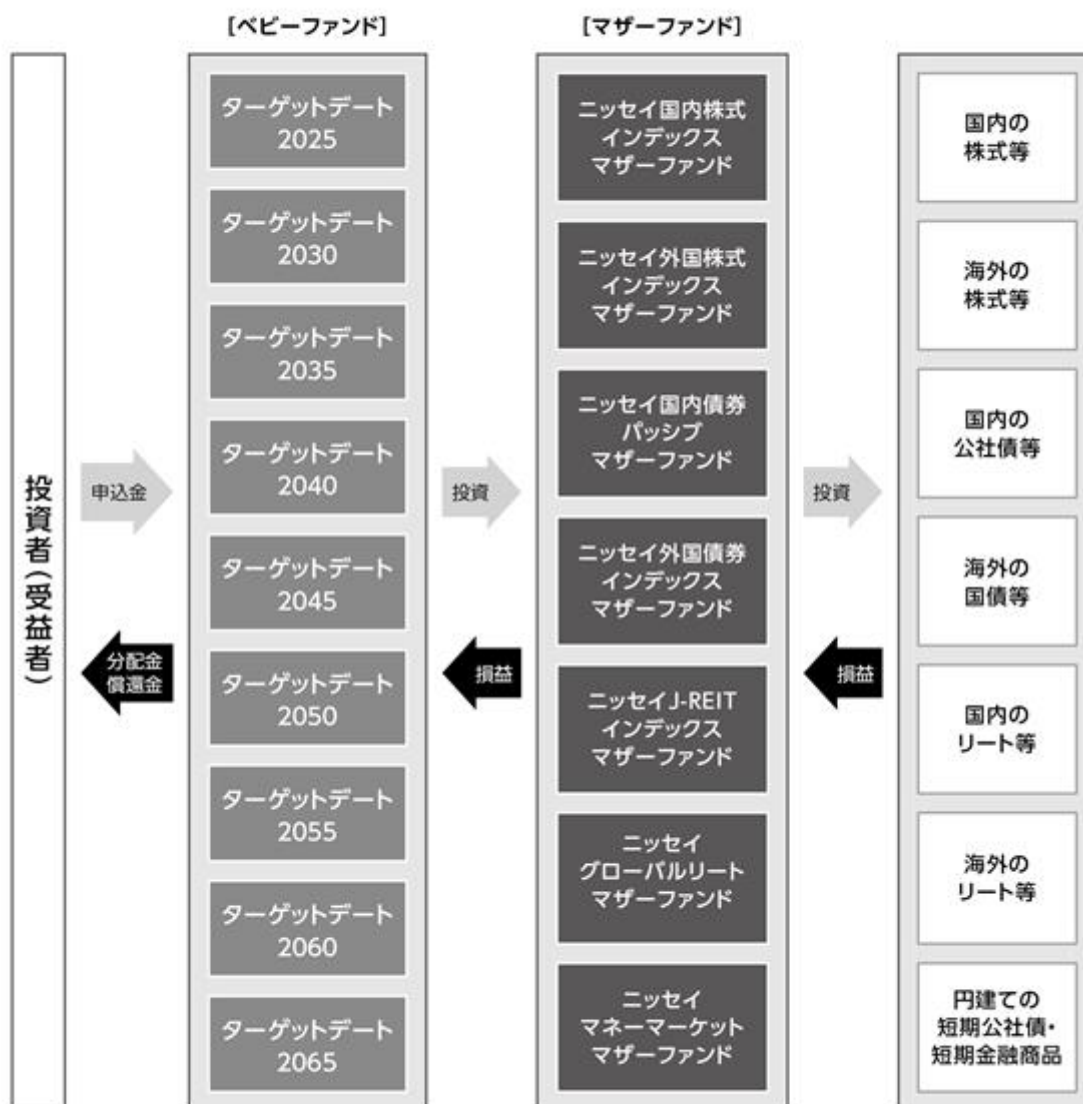 [ベビーファンド]
[マザーファンド]
投資者(受益者)
申込金
分配金
償還金
ターゲットデート
2025
ターゲットデート
2030
ターゲットデート
2035
ターゲットデート
2040
ターゲットデート
2045
ターゲットデート
2050
ターゲットデート
2055
ターゲットデート
2060
ターゲットデート
2065
投資
損益
ニッセイ国内株式
インデックス
マザーファンド
ニッセイ外国株式
インデックス
マザーファンド
ニッセイ国内債券
パッシブ
マザーファンド
ニッセイ外国債券
インデックス
マザーファンド
ニッセイJ-REIT
インデックス
マザーファンド
ニッセイ
グローバルリート
マザーファンド
ニッセイ
マネーマーケット
マザーファンド
投資
損益
国内の
株式等
海外の
株式等
国内の
公社債等
海外の
国債等
国内の
リート等
海外の
リート等
円建ての
短期公社債・
短期金融商品